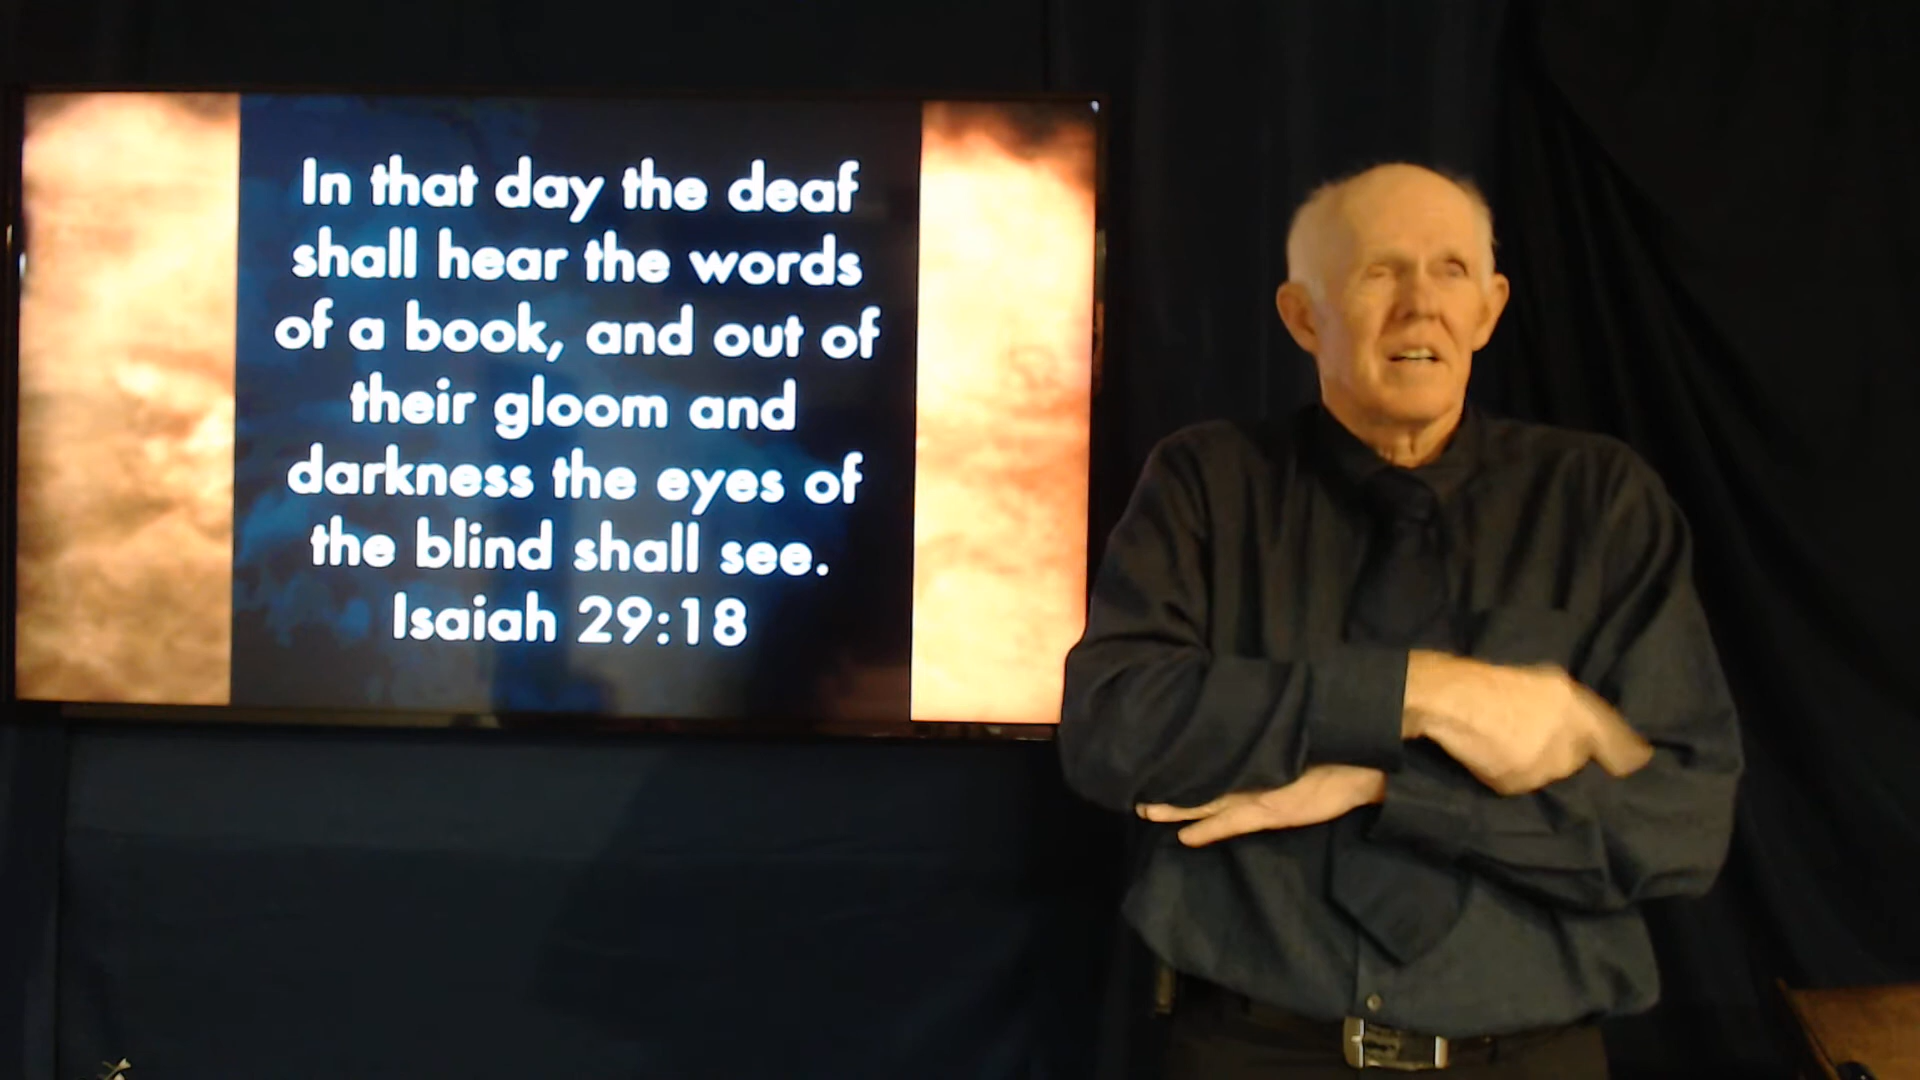 In that day the deaf
shall hear the words
of a book, and out of
their gloom and
darkness the eyes of
the blind shall see.
Isaiah 29:18